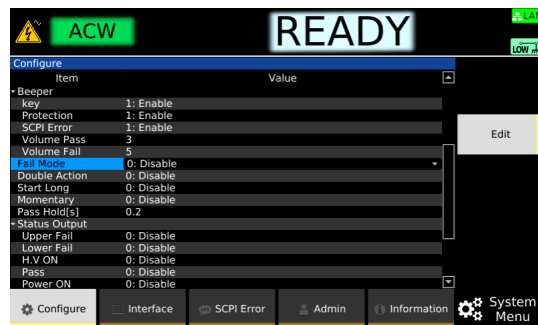 ACW
READY
LAN
LOW
Configure
Item Value
Beeper
key 1: Enable
Protection 1: Enable
SCPI Error 1: Enable
Volume Pass 3
Volume Fail 5
Fail Mode 0: Disable
Double Action 0: Disable
Start Long 0: Disable
Momentary 0: Disable
Pass Hold[s] 0.2
Status Output
Upper Fail 0: Disable
Lower Fail 0: Disable
H.V ON 0: Disable
Pass 0: Disable
Power ON 0: Disable
Edit
Configure Interface SCPI Error Admin Information System
Menu